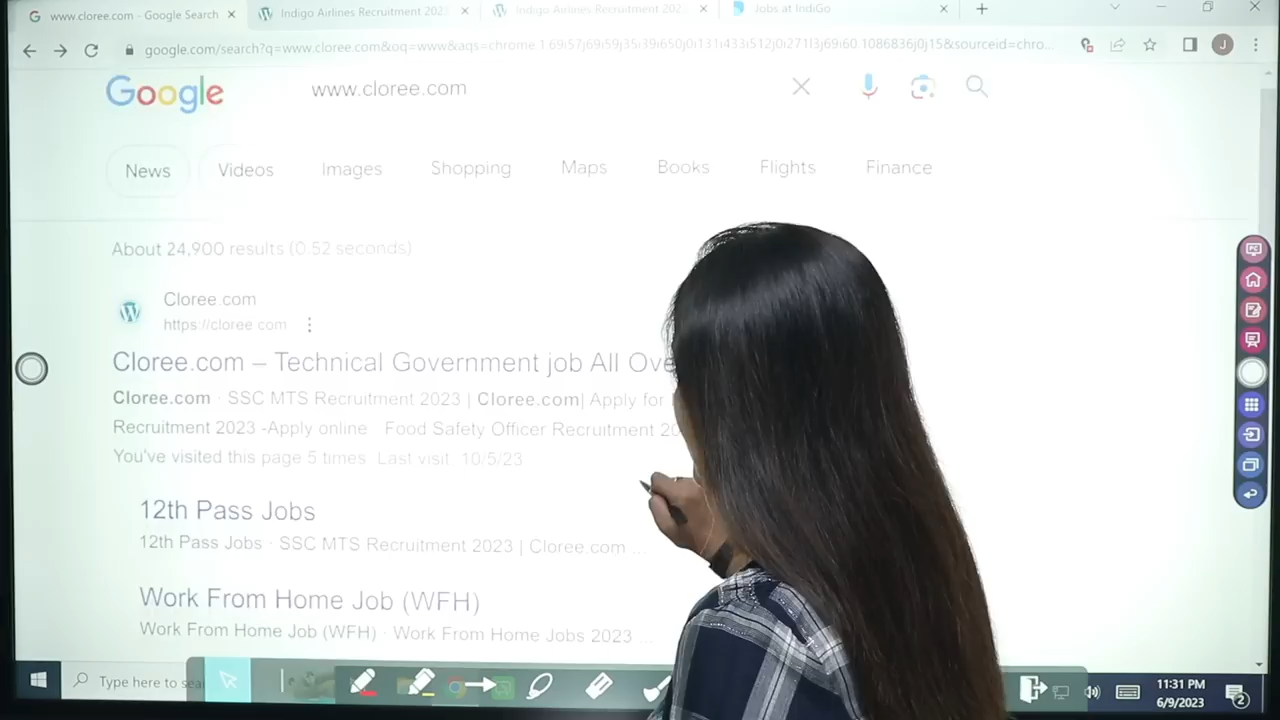 www.cloree.com - Google Search
Indigo Airlines Recruitment 202
Indigo Airlines Recruitment 202
Jobs at IndiGo
google.com/search?q=www.cloree.com&oq=www&aqs=chrome
J
Google
www.cloree.com
News
Videos
Images
Shopping
Maps
Books
Flights
Finance
About 24,900 results (0.52 seconds)
Cloree.com
https://cloree.com
Cloree.com – Technical Government job All Ove
Cloree.com · SSC MTS Recruitment 2023 | Cloree.com| Apply for
Recruitment 2023 -Apply online Food Safety Officer Recruitment 20
You've visited this page 5 times. Last visit: 10/5/23
12th Pass Jobs
12th Pass Jobs · SSC MTS Recruitment 2023 | Cloree.com ...
Work From Home Job (WFH)
Work From Home Job (WFH) · Work From Home Jobs 2023 ...
Type here to sea
11:31 PM
6/9/2023
2